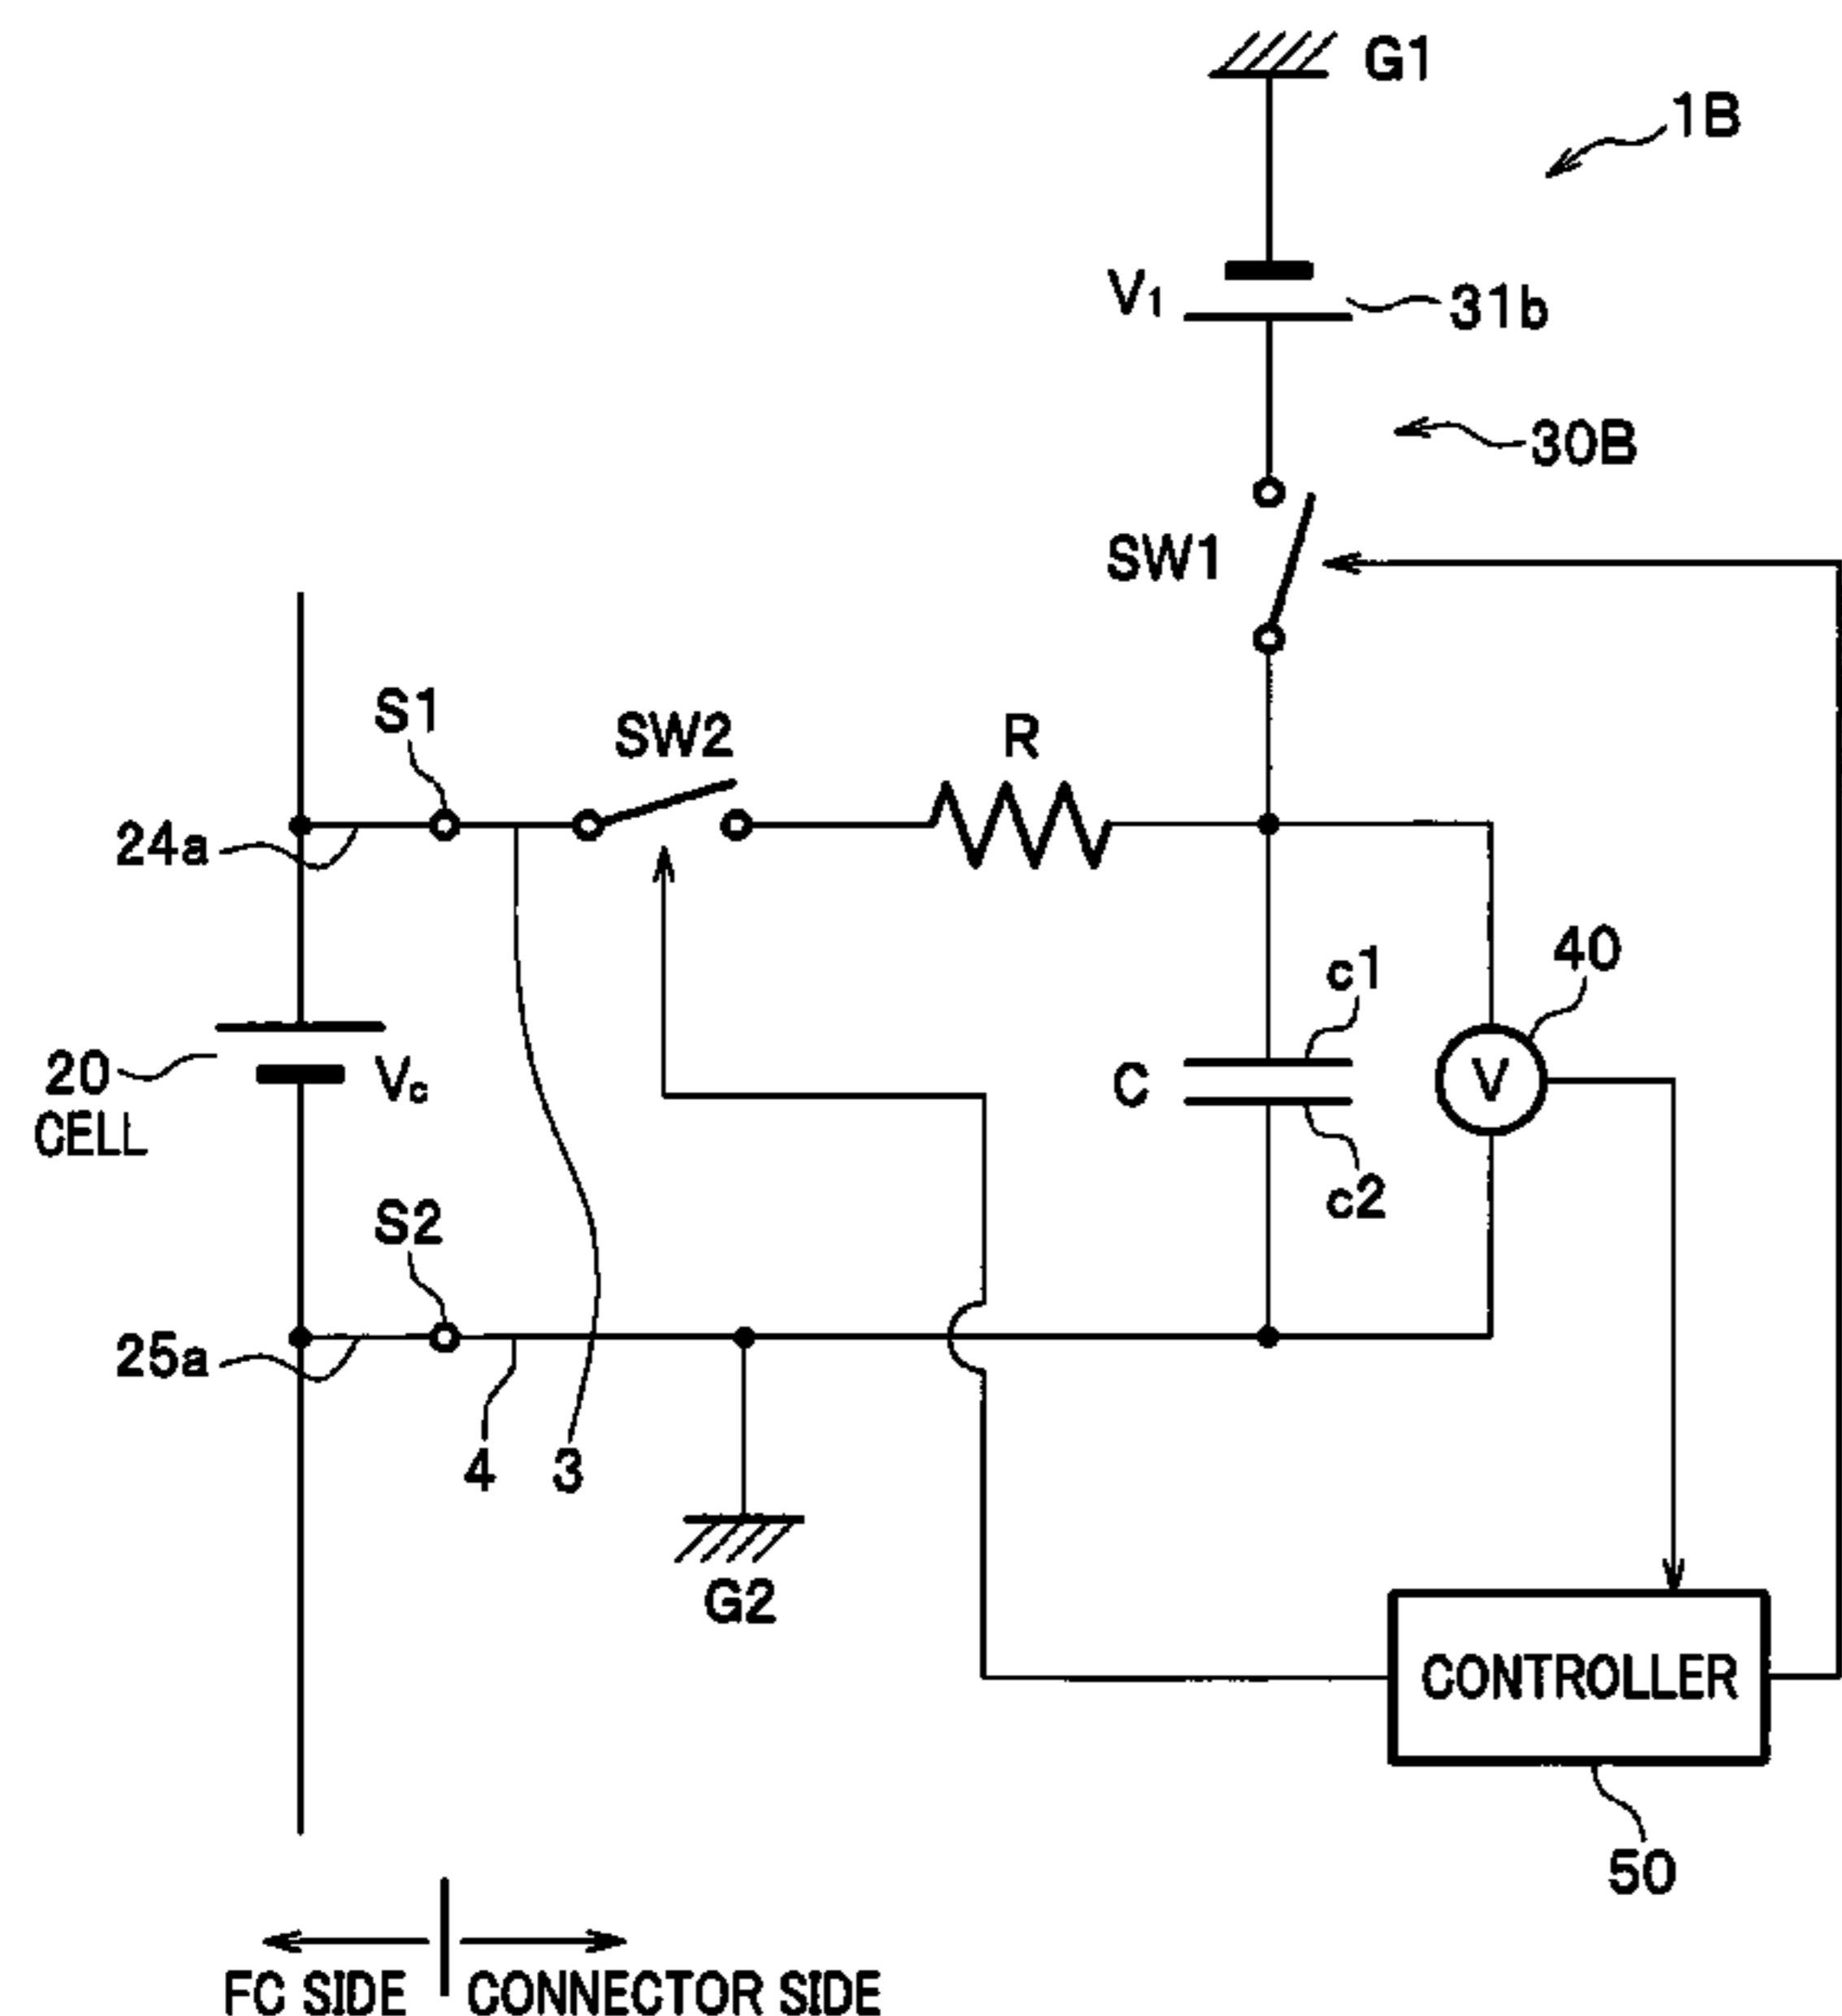 G1
1B
V1
31b
30B
SW1
S1
SW2
R
24a
40
c1
20
CELL
Vc
C
V
c2
S2
25a
4
3
G2
CONTROLLER
50
FC SIDE
CONNECTOR SIDE